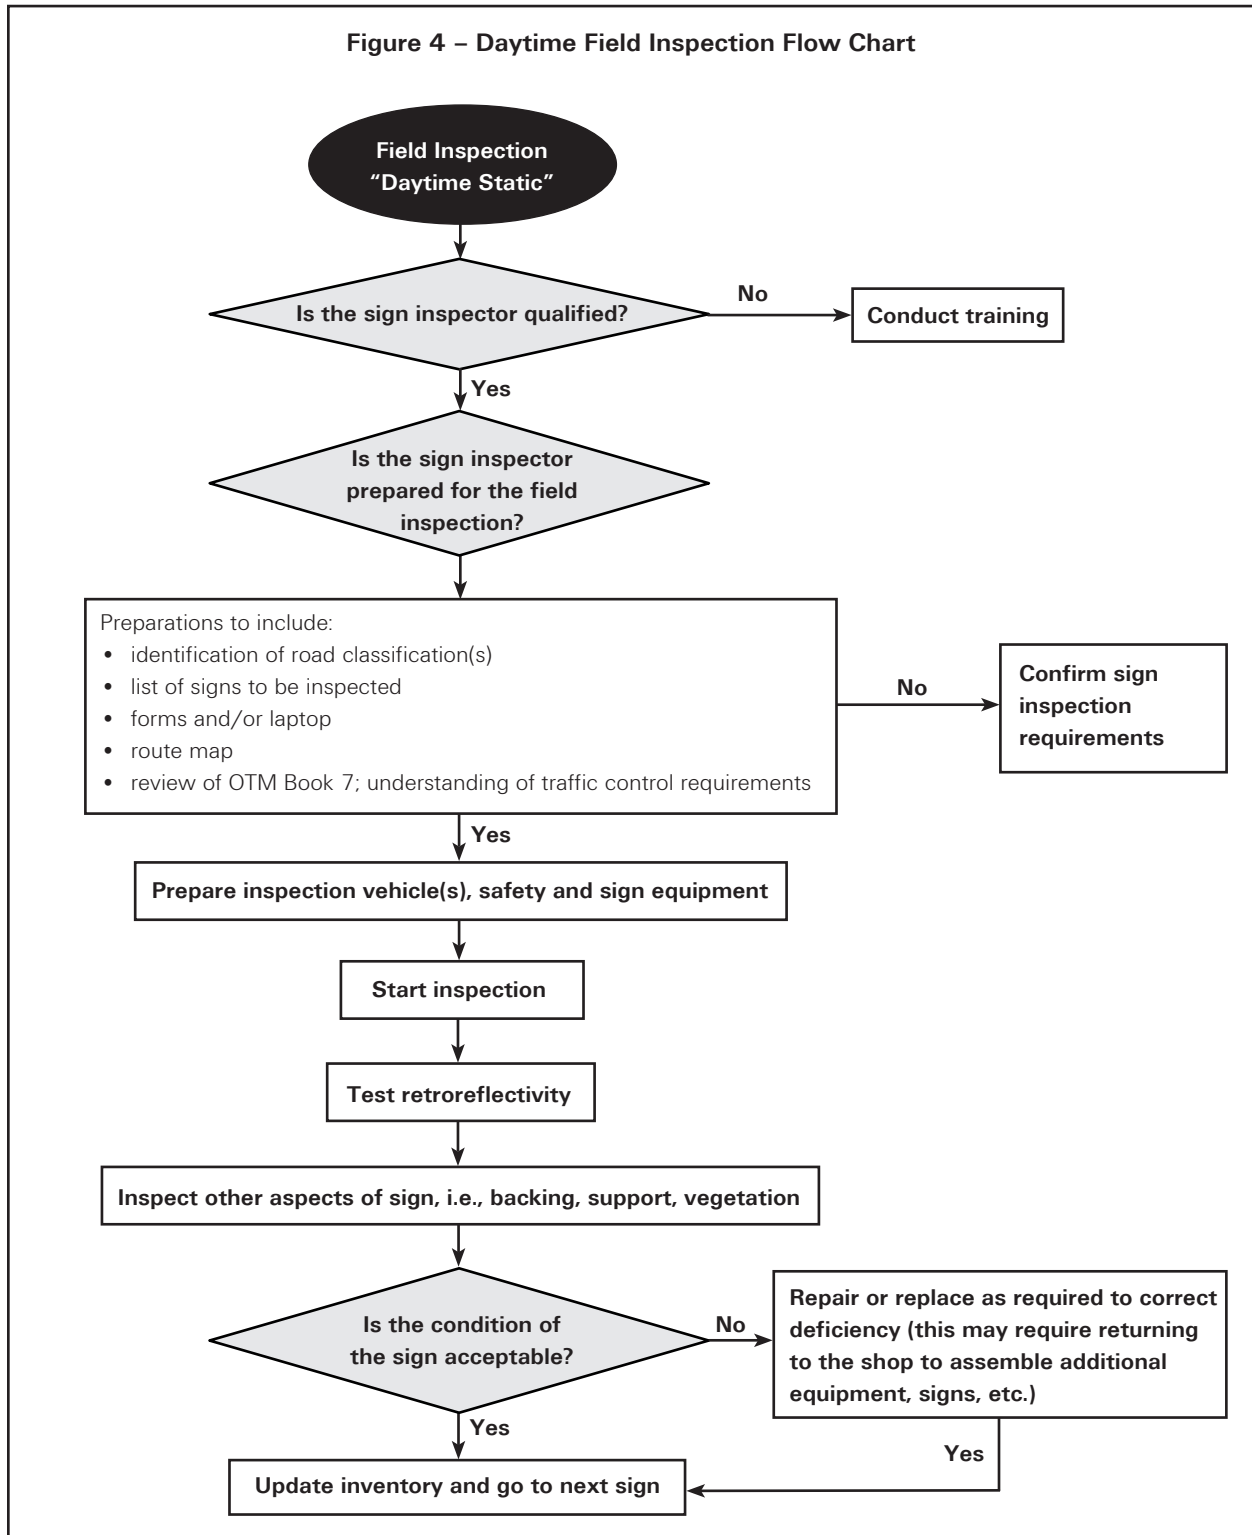 Figure 4 – Daytime Field Inspection Flow Chart
Field Inspection
“Daytime Static”
Is the sign inspector qualified?
No
Conduct training
Yes
Is the sign inspector
prepared for the field
inspection?
Preparations to include:
• identification of road classification(s)
• list of signs to be inspected
• forms and/or laptop
• route map
• review of OTM Book 7; understanding of traffic control requirements
No
Confirm sign
inspection
requirements
Yes
Prepare inspection vehicle(s), safety and sign equipment
Start inspection
Test retroreflectivity
Inspect other aspects of sign, i.e., backing, support, vegetation
Is the condition of
the sign acceptable?
No
Repair or replace as required to correct
deficiency (this may require returning
to the shop to assemble additional
equipment, signs, etc.)
Yes
Yes
Update inventory and go to next sign